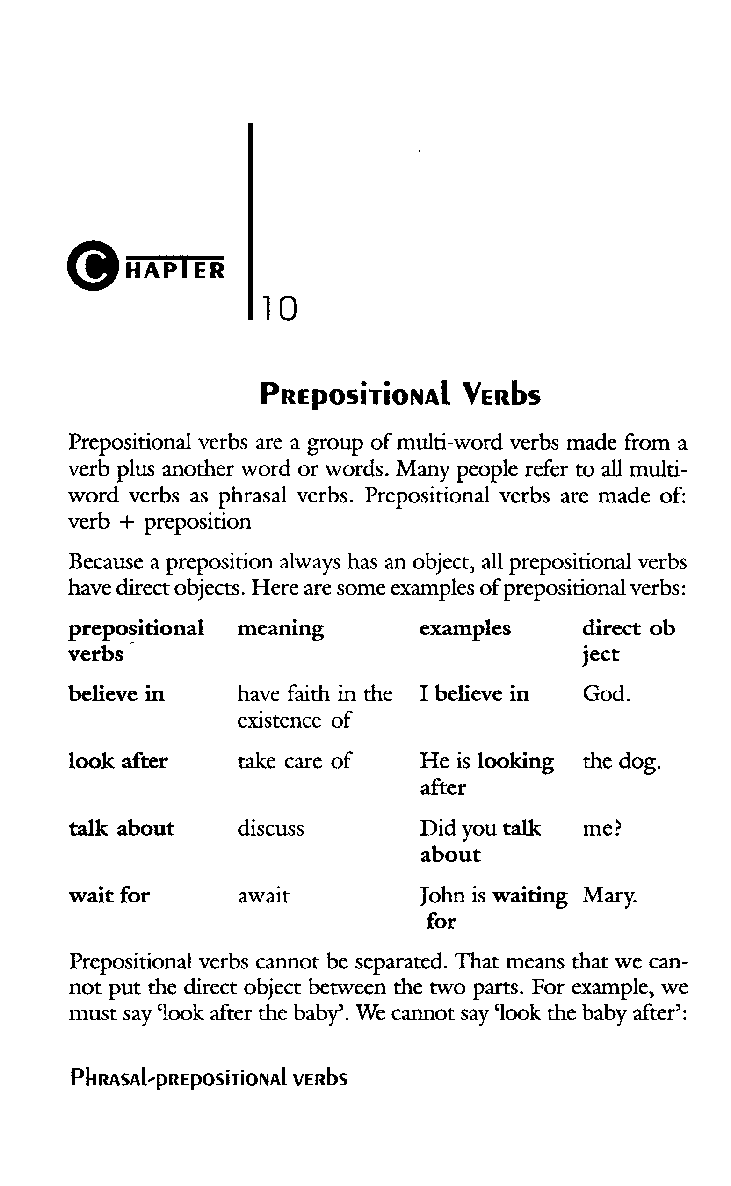 CHAPTER
10
PREPOSITIONAL VERBS
Prepositional verbs are a group of multi-word verbs made from a
verb plus another word or words. Many people refer to all multi-
word verbs as phrasal verbs. Prepositional verbs are made of:
verb + preposition
Because a preposition always has an object, all prepositional verbs
have direct objects. Here are some examples of prepositional verbs:
prepositional meaning examples direct ob
verbs ject
believe in have faith in the I believe in God.
existence of
look after take care of He is looking the dog.
after
talk about discuss Did you talk me?
about
wait for await John is waiting Mary.
for
Prepositional verbs cannot be separated. That means that we can-
not put the direct object between the two parts. For example, we
must say 'look after the baby'. We cannot say 'look the baby after':
PHRASAL-PREPOSITIONAL VERBS